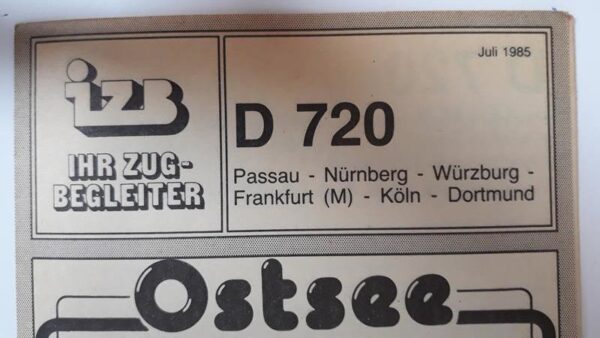 Juli 1985
izb
IHR ZUG-
BEGLEITER
D 720
Passau - Nürnberg - Würzburg -
Frankfurt (M) - Köln - Dortmund
Ostsee